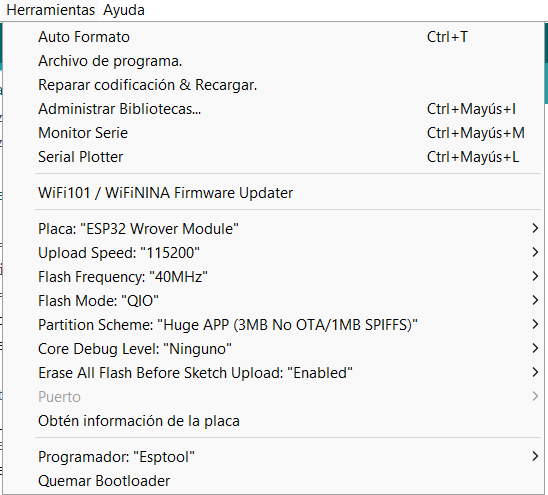 Herramientas Ayuda
Auto Formato Ctrl+T
Archivo de programa.
Reparar codificación & Recargar.
Administrar Bibliotecas... Ctrl+Mayús+I
Monitor Serie Ctrl+Mayús+M
Serial Plotter Ctrl+Mayús+L
WiFi101 / WiFiNINA Firmware Updater
Placa: "ESP32 Wrover Module"
Upload Speed: "115200"
Flash Frequency: "40MHz"
Flash Mode: "QIO"
Partition Scheme: "Huge APP (3MB No OTA/1MB SPIFFS)"
Core Debug Level: "Ninguno"
Erase All Flash Before Sketch Upload: "Enabled"
Puerto
Obtén información de la placa
Programador: "Esptool"
Quemar Bootloader